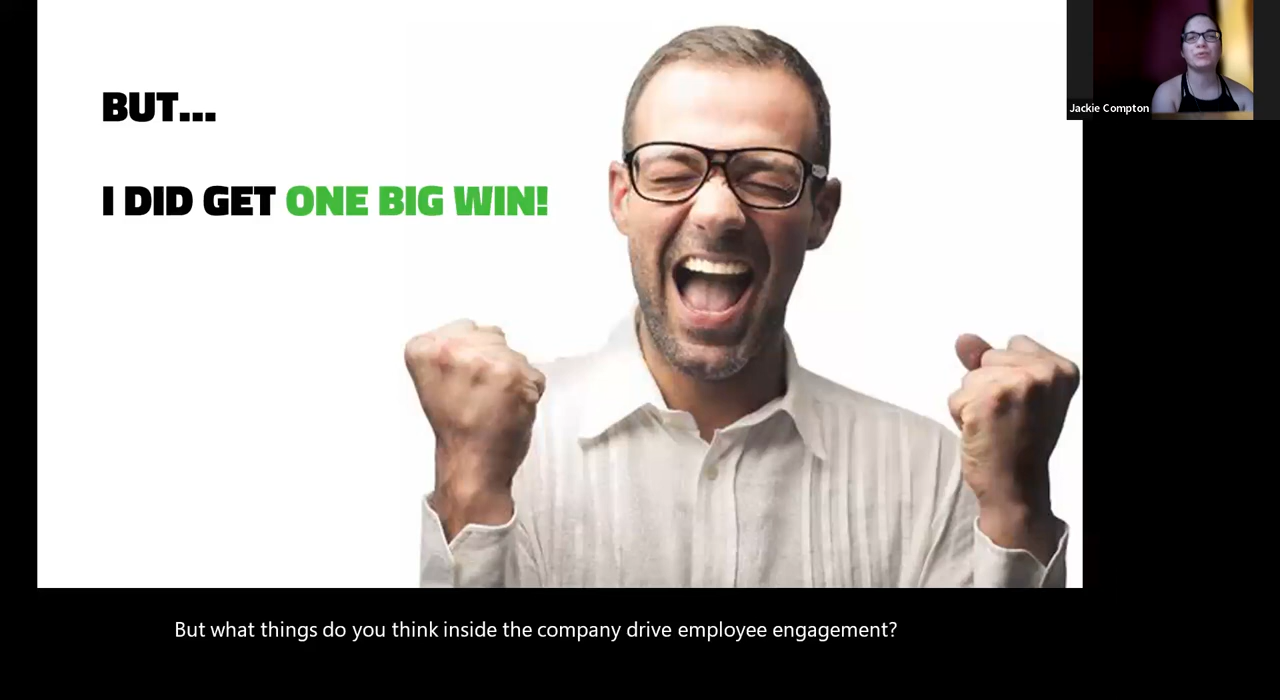 BUT...
I DID GET ONE BIG WIN!
Jackie Compton
But what things do you think inside the company drive employee engagement?